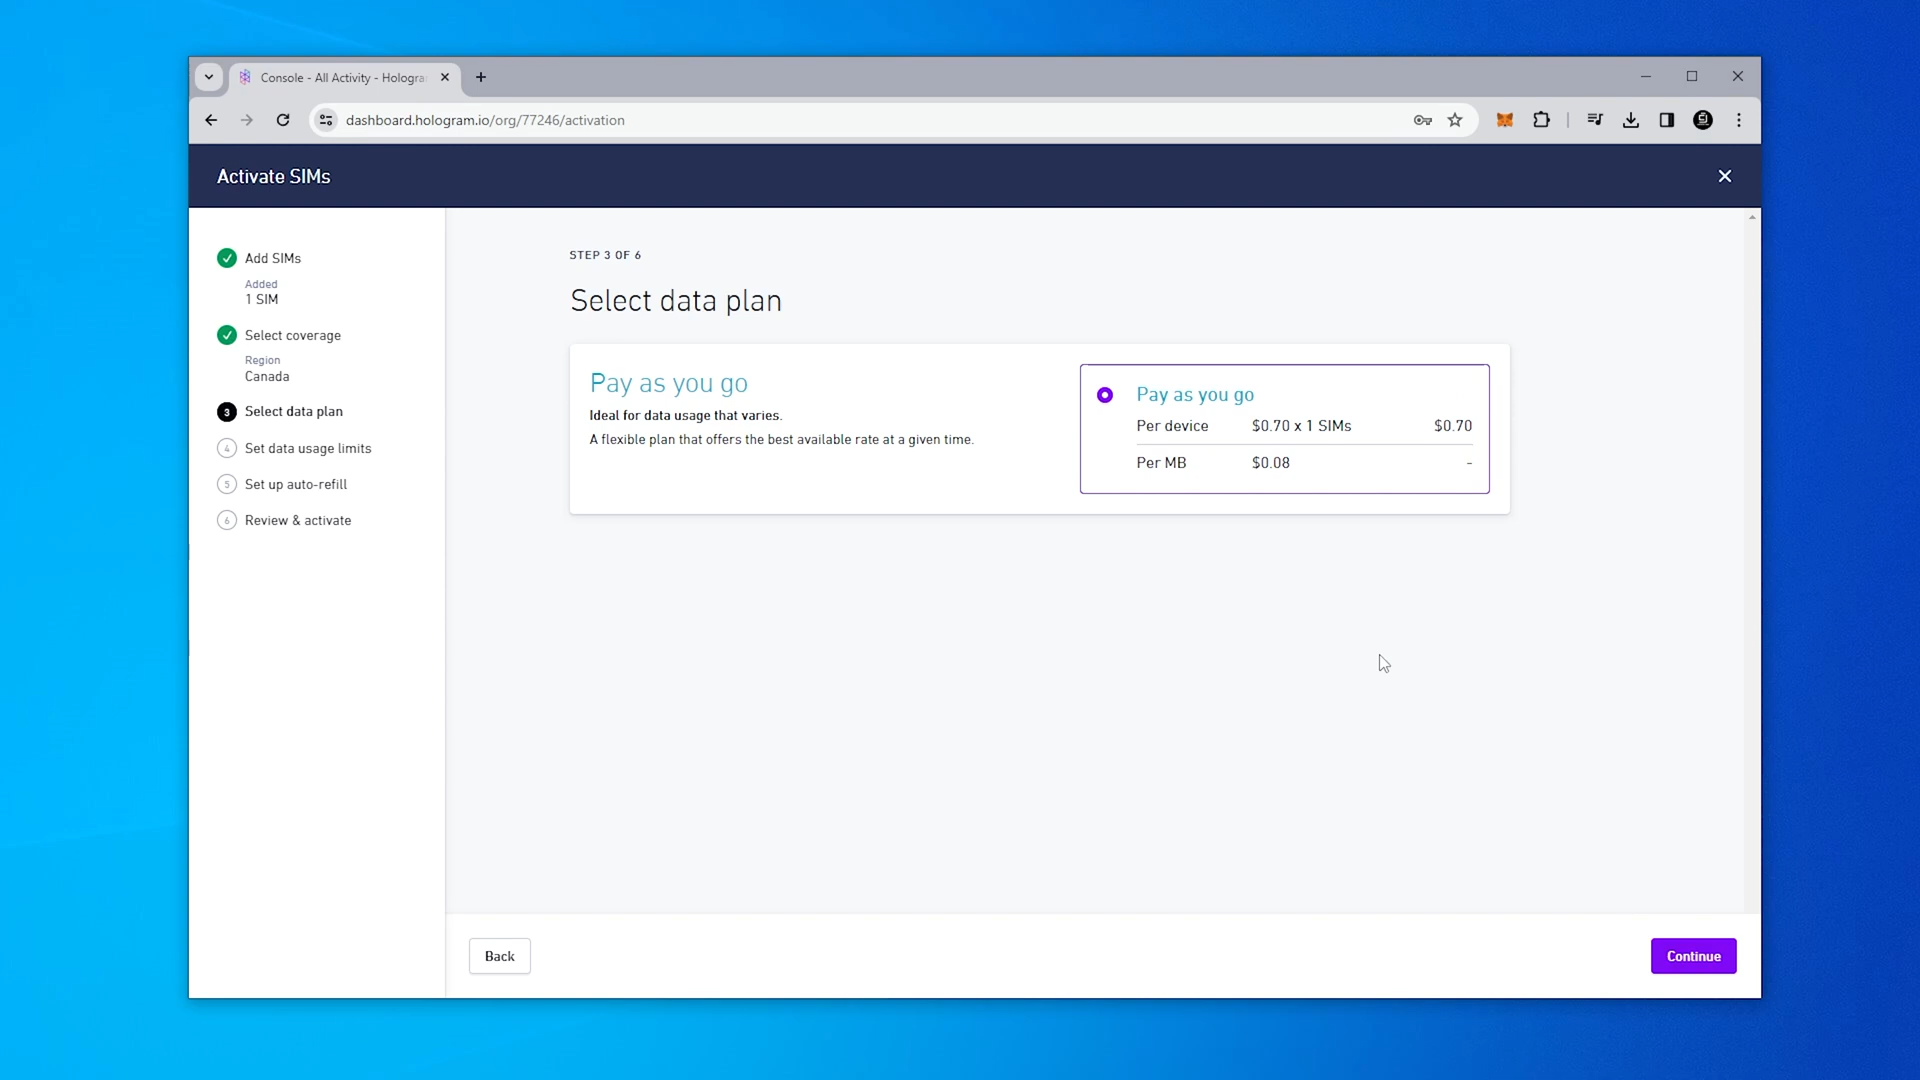 Console - All Activity - Hologra
dashboard.hologram.io/org/77246/activation
Activate SIMs
Add SIMs
Added
1 SIM
Select coverage
Region
Canada
3 Select data plan
4 Set data usage limits
5 Set up auto-refill
6 Review & activate
STEP 3 OF 6
Select data plan
Pay as you go
Ideal for data usage that varies.
A flexible plan that offers the best available rate at a given time.
Pay as you go
Per device $0.70 x 1 SIMs $0.70
Per MB $0.08 -
Back
Continue